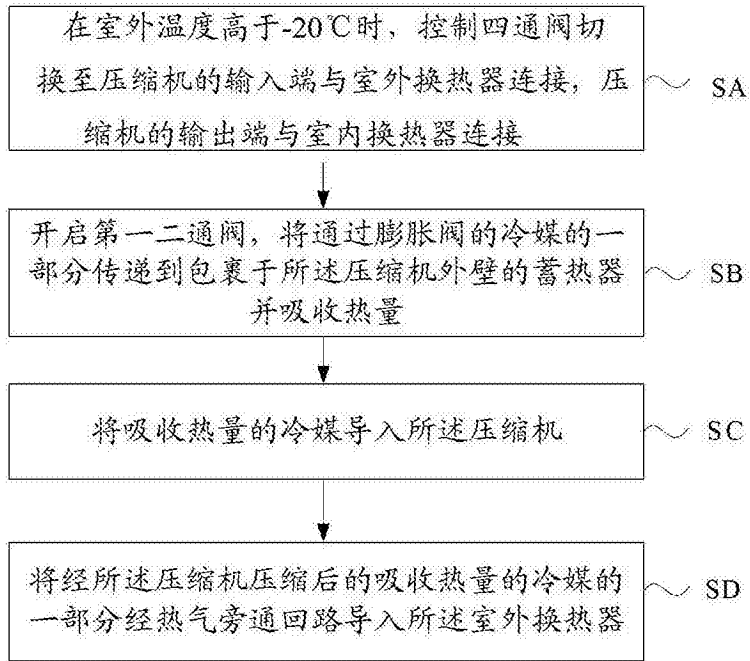 在室外温度高于-20℃时，控制四通阀切
换至压缩机的输入端与室外换热器连接，压
缩机的输出端与室内换热器连接
SA
开启第一二通阀，将通过膨胀阀的冷媒的一
部分传递到包裹于所述压缩机外壁的蓄热器
并吸收热量
SB
将吸收热量的冷媒导入所述压缩机
SC
将经所述压缩机压缩后的吸收热量的冷媒的
一部分经热气旁通回路导入所述室外换热器
SD